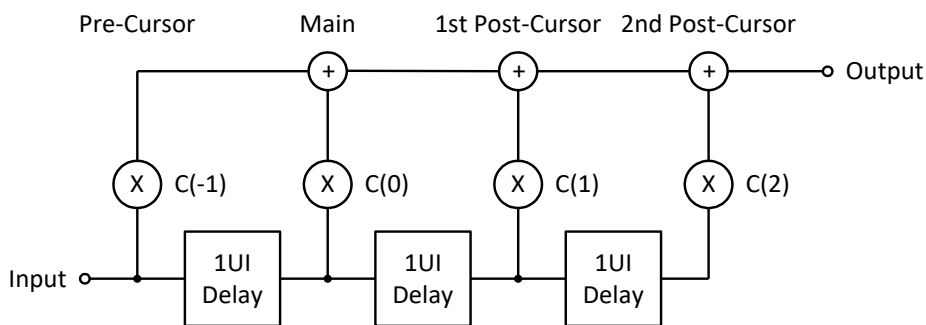 Pre-Cursor Main 1st Post-Cursor 2nd Post-Cursor
+ + + Output
X C(-1) X C(0) X C(1) X C(2)
Input
1UI
Delay
1UI
Delay
1UI
Delay